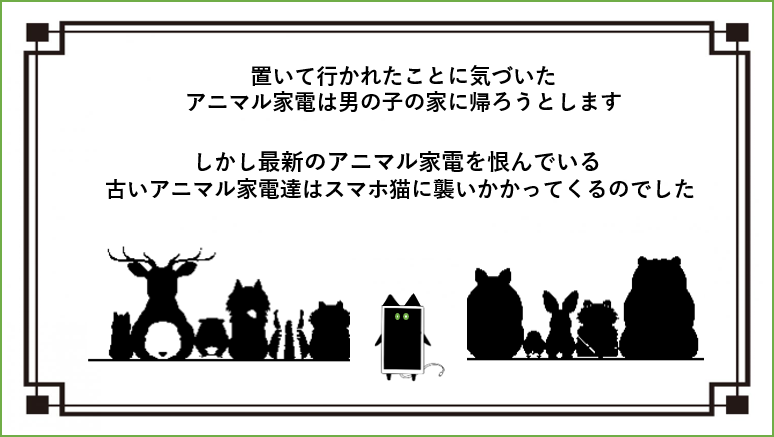 置いて行かれたことに気づいた
アニマル家電は男の子の家に帰ろうとします
しかし最新のアニマル家電を恨んでいる
古いアニマル家電達はスマホ猫に襲いかかってくるのでした